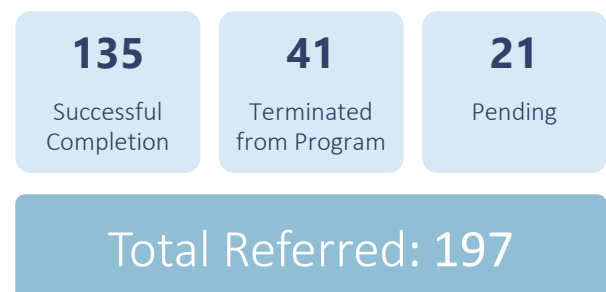 135
Successful
Completion
41
Terminated
from Program
21
Pending
Total Referred: 197